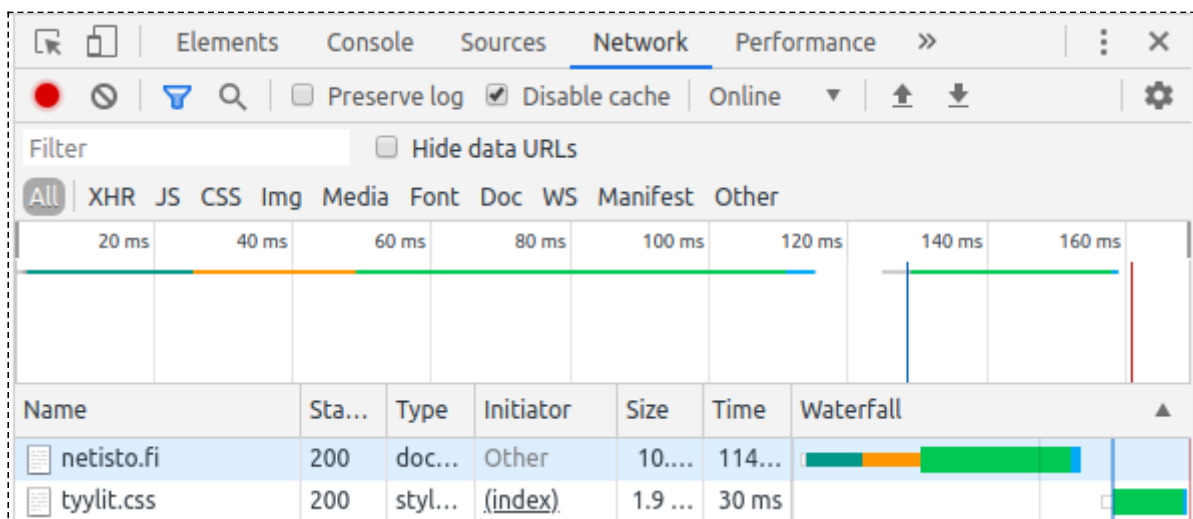 Elements Console Sources Network Performance »
Preserve log Disable cache Online
Filter Hide data URLs
All XHR JS CSS Img Media Font Doc WS Manifest Other
20 ms 40 ms 60 ms 80 ms 100 ms 120 ms 140 ms 160 ms
Name Sta... Type Initiator Size Time Waterfall
netisto.fi 200 doc... Other 10.... 114...
tyylit.css 200 styl... (index) 1.9 ... 30 ms